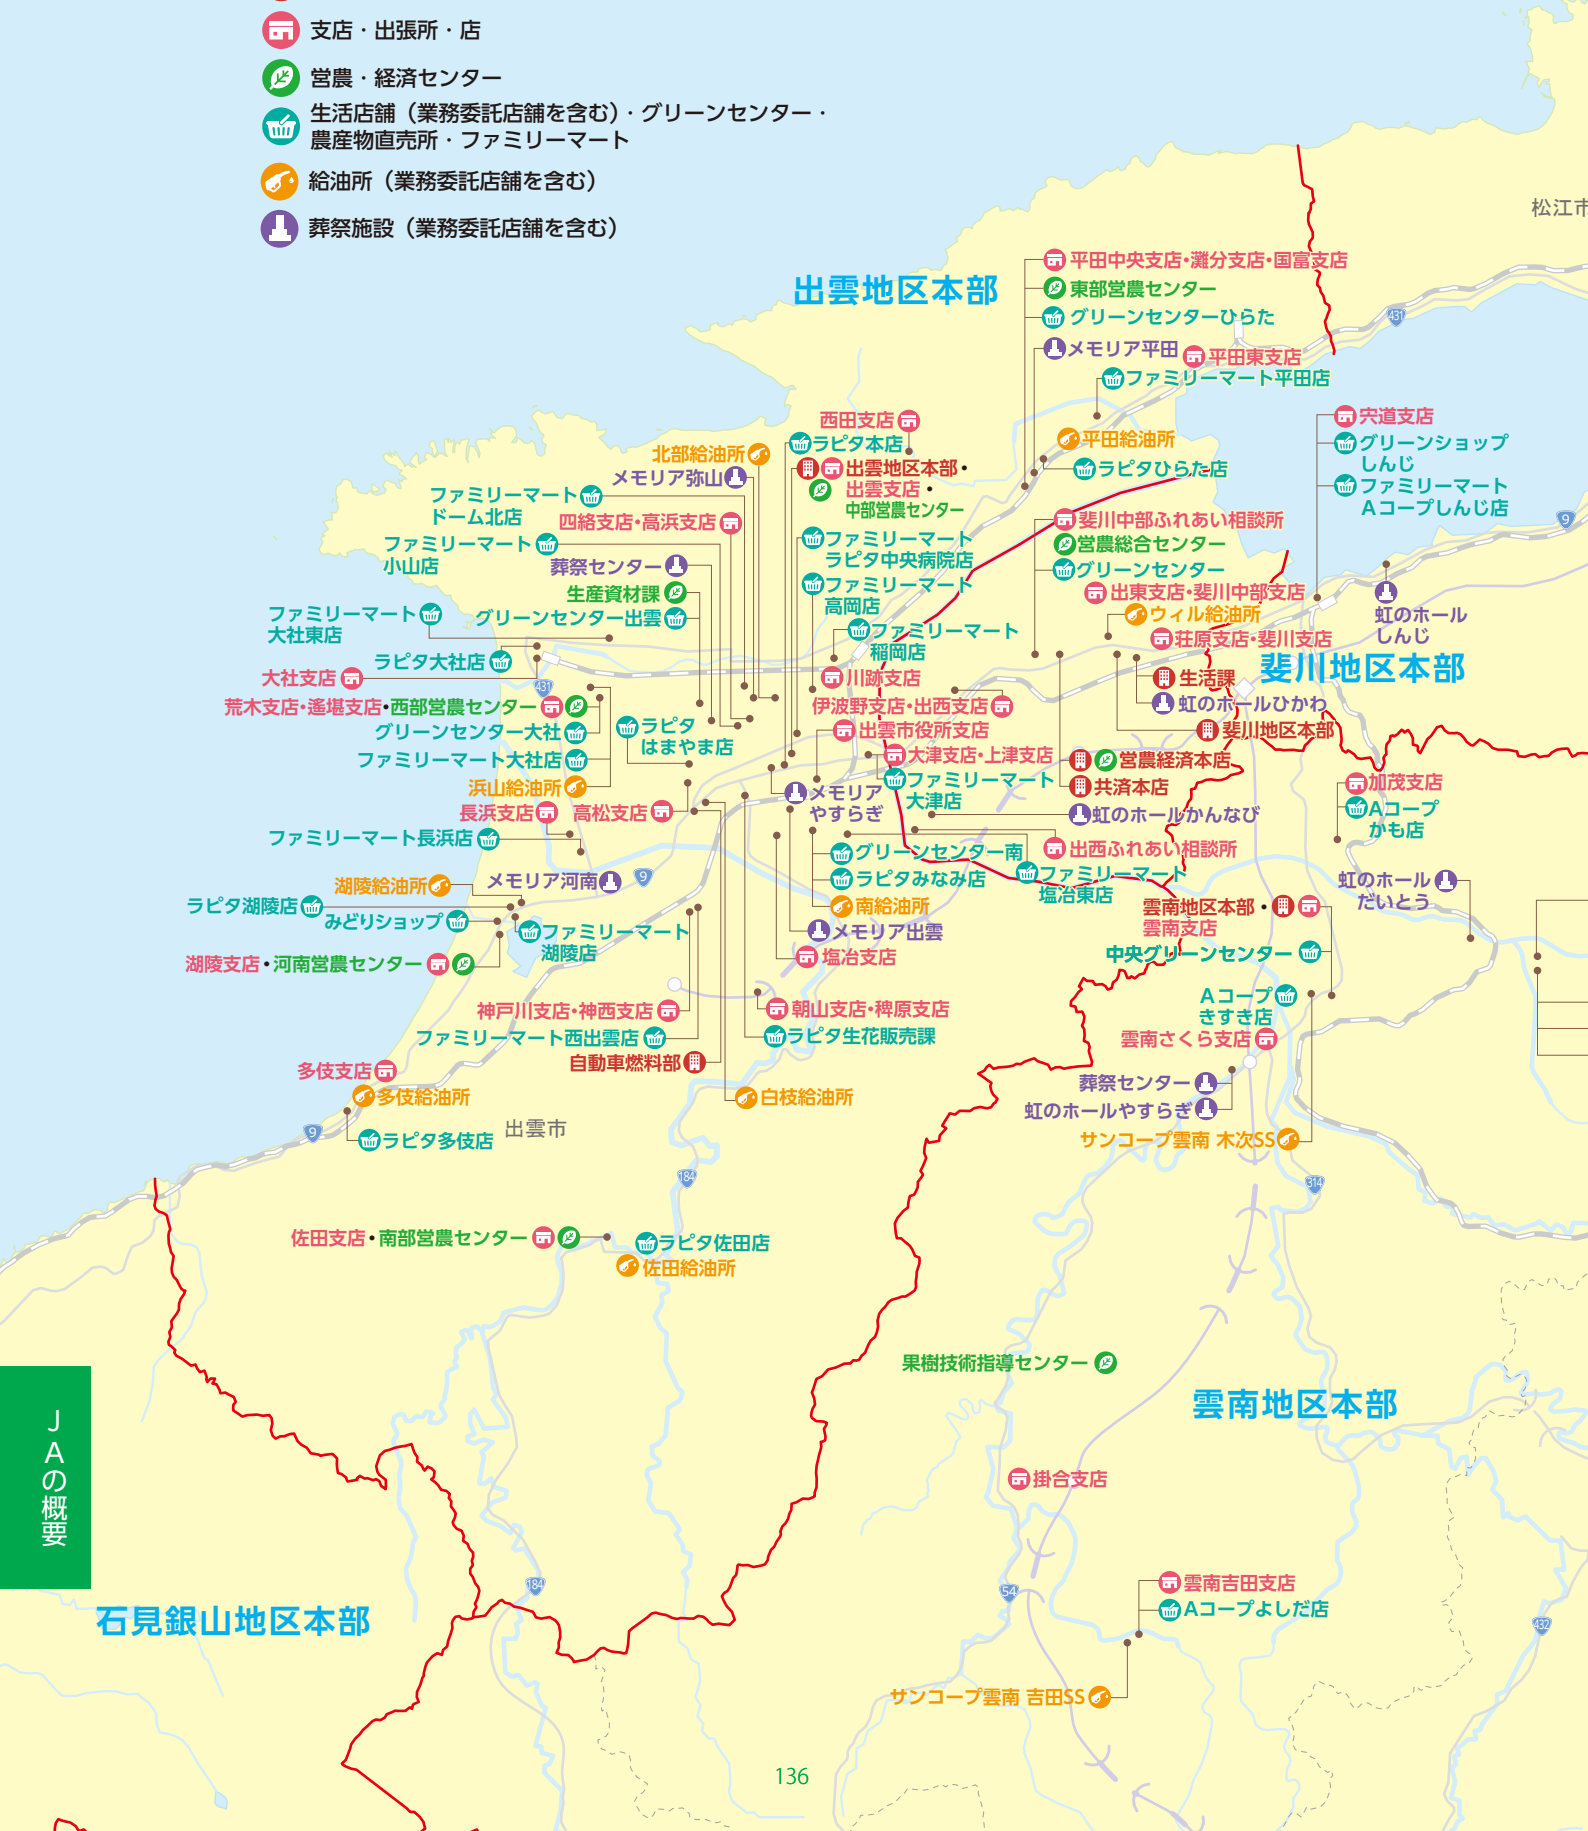 支店・出張所・店
営農・経済センター
生活店舗（業務委託店舗を含む）・グリーンセンター・
農産物直売所・ファミリーマート
給油所（業務委託店舗を含む）
葬祭施設（業務委託店舗を含む）
松江市
出雲地区本部
平田中央支店・灘分支店・国富支店
東部営農センター
グリーンセンターひらた
431
メモリア平田
平田東支店
ファミリーマート平田店
西田支店
ラピタ本店
平田給油所
宍道支店
グリーンショップ
しんじ
北部給油所
出雲地区本部・
出雲支店・
中部営農センター
ラピタひらた店
メモリア弥山
ファミリーマート
Ａコープしんじ店
ファミリーマート
ドーム北店
四絡支店・高浜支店
斐川中部ふれあい相談所
9
ファミリーマート
小山店
ファミリーマート
ラピタ中央病院店
営農総合センター
葬祭センター
グリーンセンター
生産資材課
ファミリーマート
高岡店
出東支店・斐川中部支店
ファミリーマート
大社東店
グリーンセンター出雲
ウィル給油所
虹のホール
しんじ
ファミリーマート
稲岡店
荘原支店・斐川支店
ラピタ大社店
斐川地区本部
大社支店
431
川跡支店
生活課
荒木支店・遙堪支店・西部営農センター
伊波野支店・出西支店
虹のホールひかわ
グリーンセンター大社
ラピタ
はまやま店
出雲市役所支店
斐川地区本部
ファミリーマート大社店
大津支店・上津支店
営農経済本店
浜山給油所
メモリア
やすらぎ
ファミリーマート
大津店
共済本店
加茂支店
長浜支店
高松支店
虹のホールかんなび
Ａコープ
かも店
ファミリーマート長浜店
グリーンセンター南
出西ふれあい相談所
湖陵給油所
メモリア河南
9
ラピタみなみ店
ファミリーマート
塩冶東店
虹のホール
だいとう
ラピタ湖陵店
南給油所
雲南地区本部・
雲南支店
みどりショップ
ファミリーマート
湖陵店
メモリア出雲
湖陵支店・河南営農センター
塩冶支店
中央グリーンセンター
神戸川支店・神西支店
朝山支店・稗原支店
Ａコープ
きすき店
ファミリーマート西出雲店
ラピタ生花販売課
雲南さくら支店
自動車燃料部
多伎支店
葬祭センター
多伎給油所
白枝給油所
虹のホールやすらぎ
9
ラピタ多伎店
出雲市
サンコープ雲南 木次SS
184
314
佐田支店・南部営農センター
ラピタ佐田店
佐田給油所
果樹技術指導センター
雲南地区本部
ＪＡの概要
掛合支店
184
54
雲南吉田支店
Aコープよしだ店
石見銀山地区本部
432
サンコープ雲南 吉田SS
136